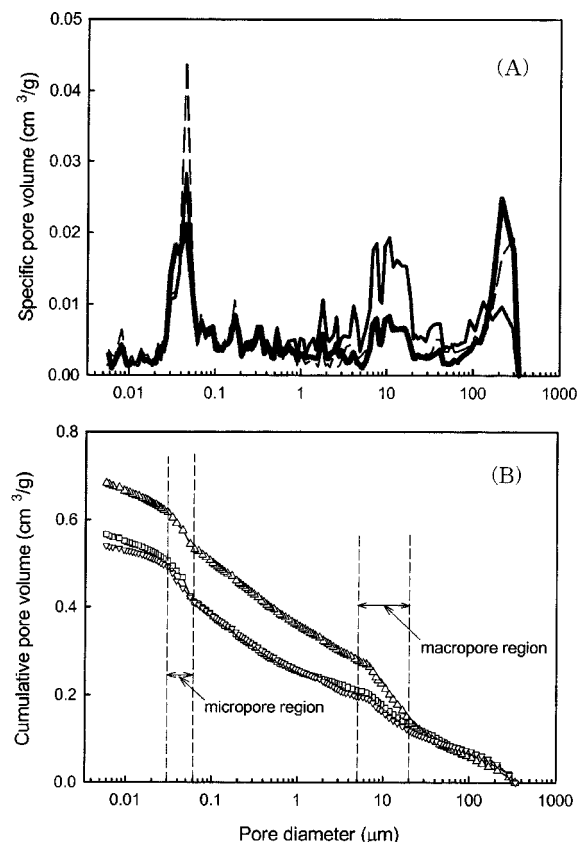 0.05
0.04
0.03
0.02
0.01
0.00
Specific pore volume (cm ³/g)
(A)
0.01 0.1 1 10 100 1000
0.8
0.6
0.4
0.2
0.0
Cumulative pore volume (cm ³/g)
(B)
macropore region
micropore region
0.01 0.1 1 10 100 1000
Pore diameter (μm)